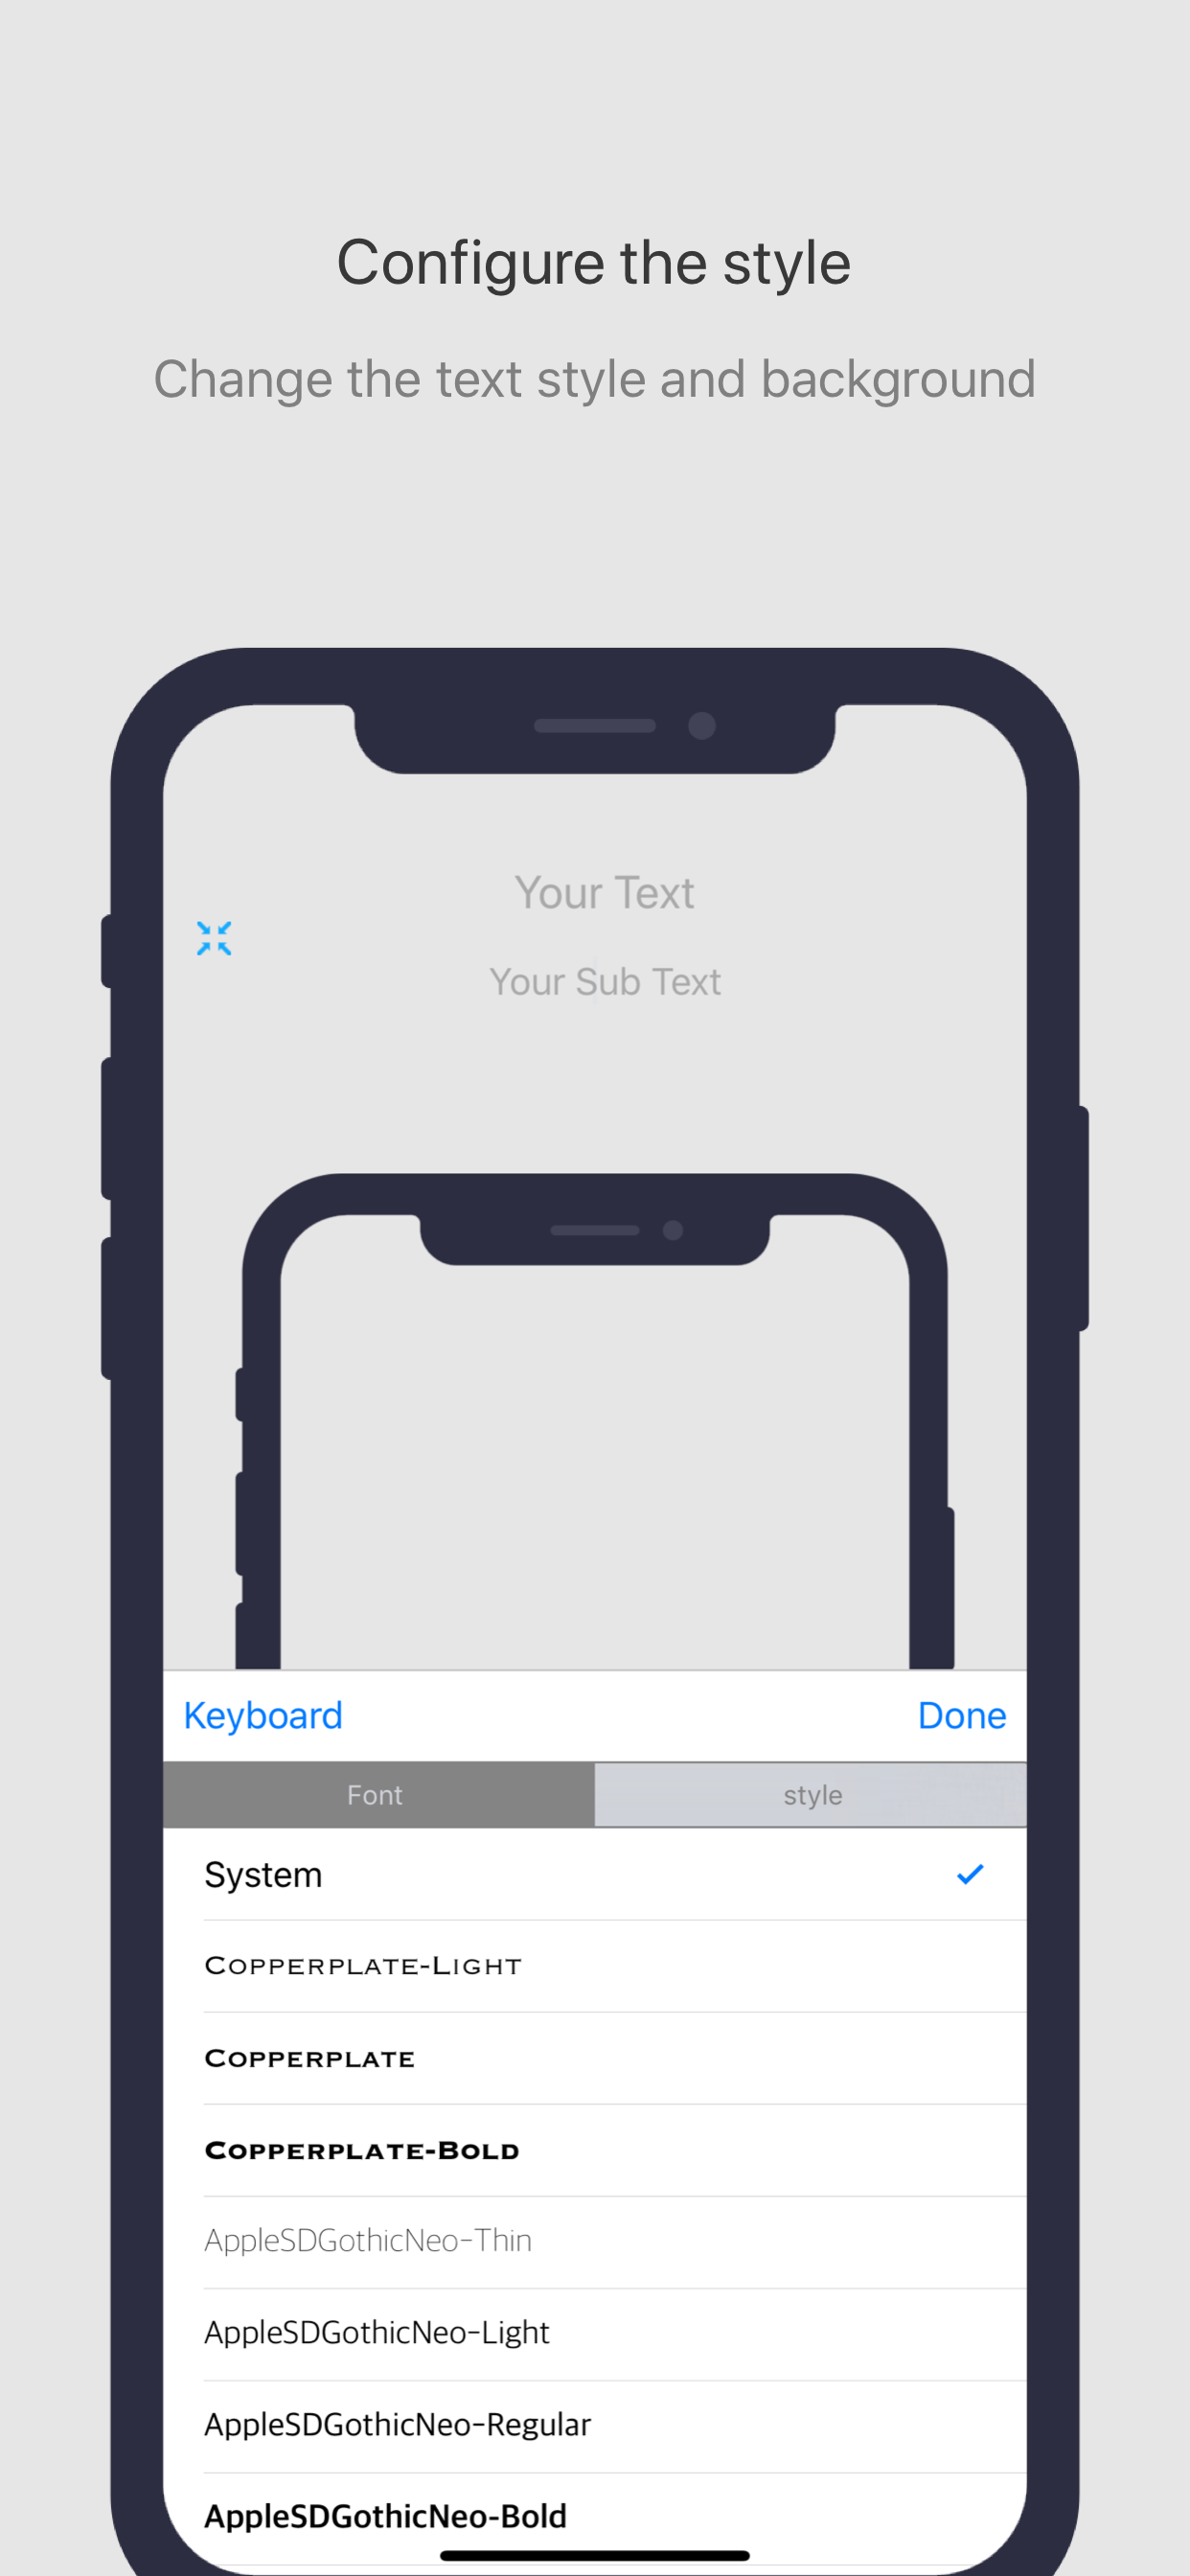 Configure the style
Change the text style and background
Your Text
Your Sub Text
Keyboard
Done
Font
style
System
Copperplate-Light
Copperplate
Copperplate-Bold
AppleSDGothicNeo-Thin
AppleSDGothicNeo-Light
AppleSDGothicNeo-Regular
AppleSDGothicNeo-Bold